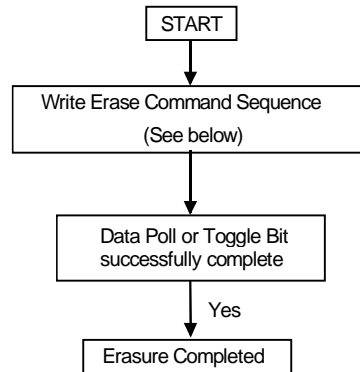 START
Write Erase Command Sequence
(See below)
Data Poll or Toggle Bit
successfully complete
Yes
Erasure Completed